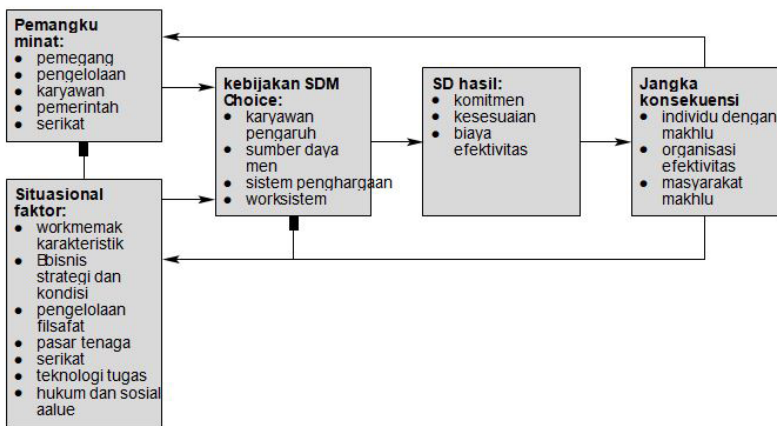 Pemangku
minat:
● pemegang
● pengelolaan
● karyawan
● pemerintah
● serikat
kebijakan SDM
Choice:
● karyawan
pengaruh
● sumber daya
men
● sistem penghargaan
● worksistem
SD hasil:
● komitmen
● kesesuaian
● biaya
efektivitas
Jangka
konsekuensi
● individu dengan
makhlu
● organisasi
efektivitas
● masyarakat
makhlu
Situasional
faktor:
● workmemak
karakteristik
● Bbisnis
strategi dan
kondisi
● pengelolaan
filsafat
● pasar tenaga
● serikat
● teknologi tugas
● hukum dan sosial
aalue